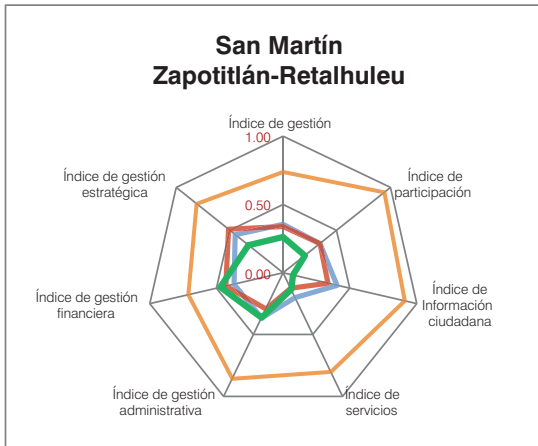 San Martín
Zapotitlán-Retalhuleu
Índice de gestión
1.00
Índice de gestión
estratégica
Índice de
participación
0.50
0.00
Índice de gestión
financiera
Índice de
Información
ciudadana
Índice de gestión
administrativa
Índice de
servicios